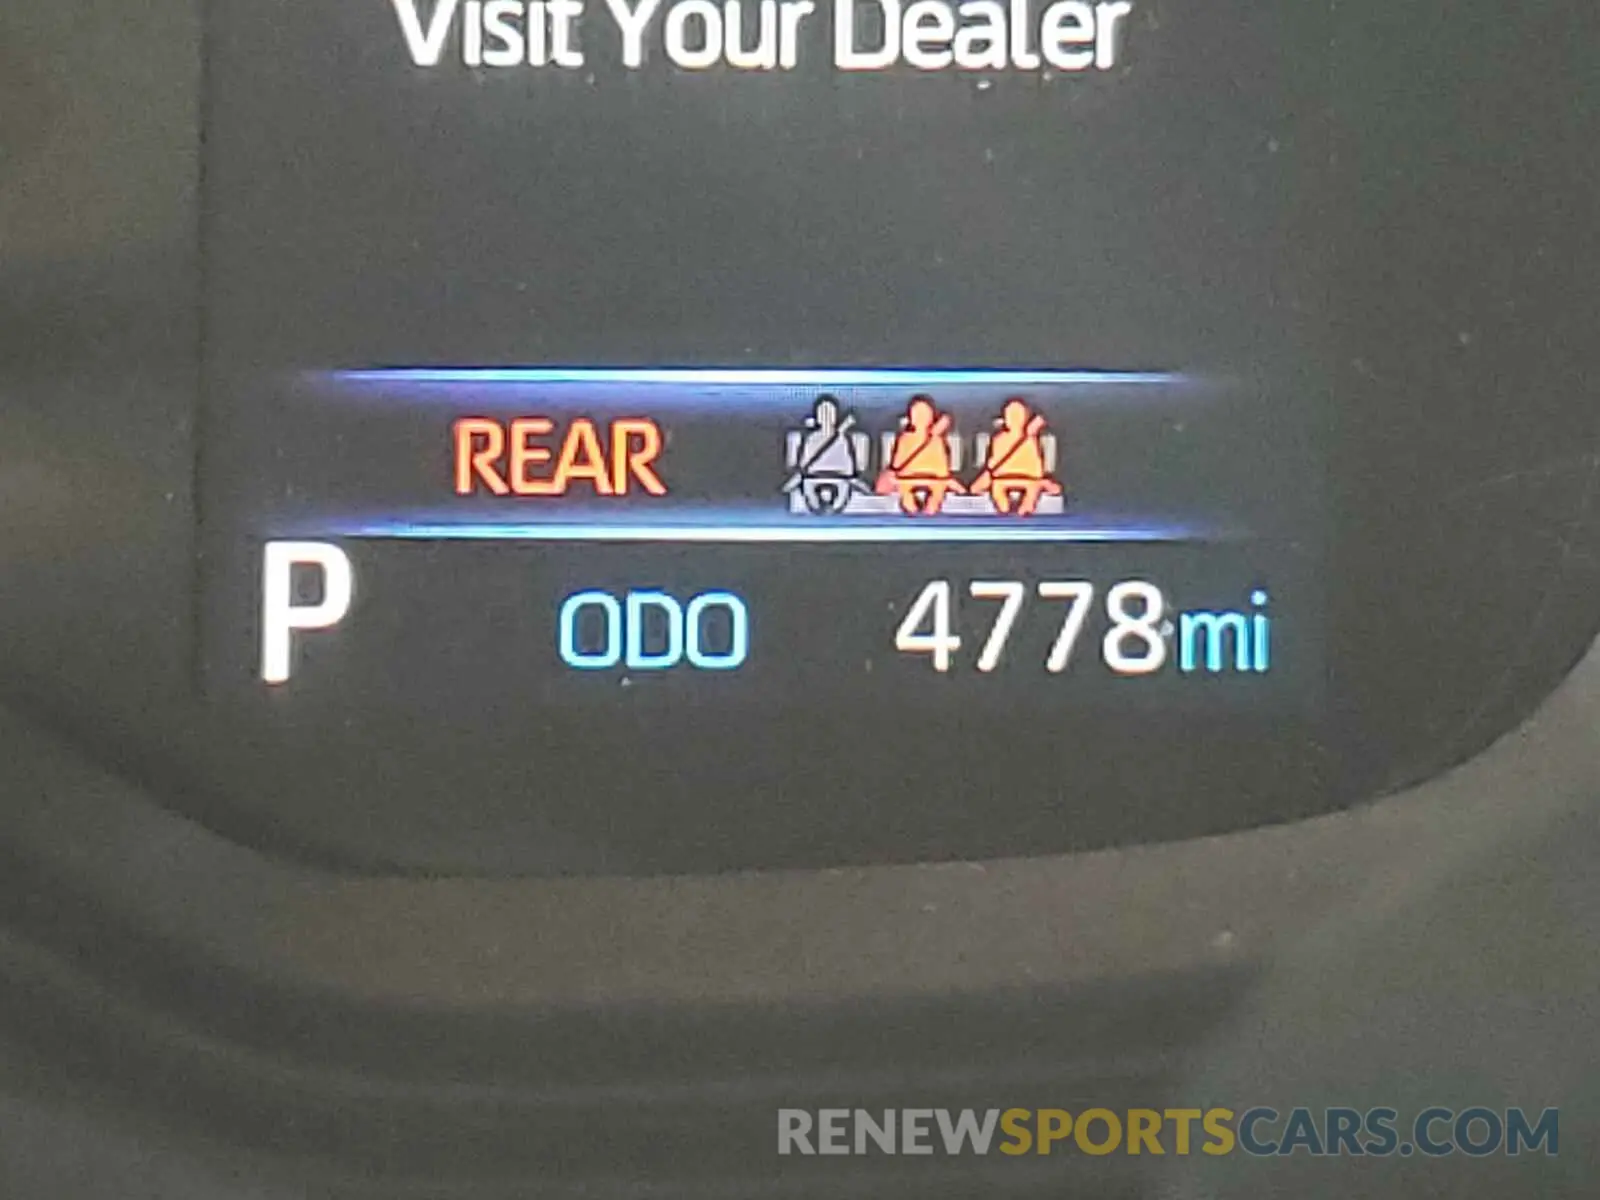 Visit Your Dealer
REAR
P ODO 4778mi
RENEWSPORTSCARS.COM